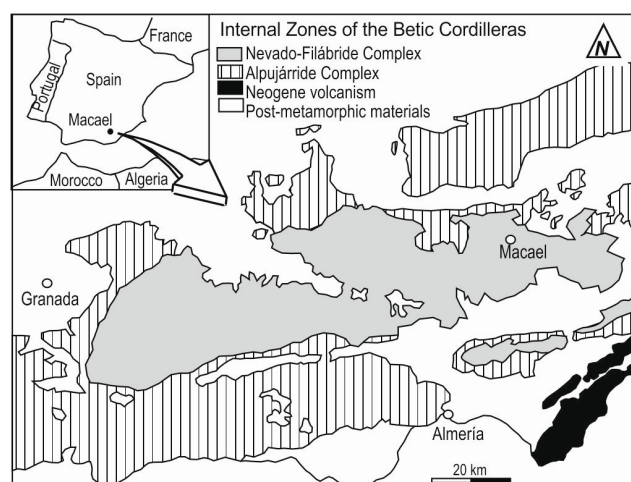 Internal Zones of the Betic Cordilleras
Nevado-Filábride Complex
Alpujárride Complex
Neogene volcanism
Post-metamorphic materials
N
France
Spain
Portugal
Macael
Morocco
Algeria
Macael
Granada
Almería
20 km